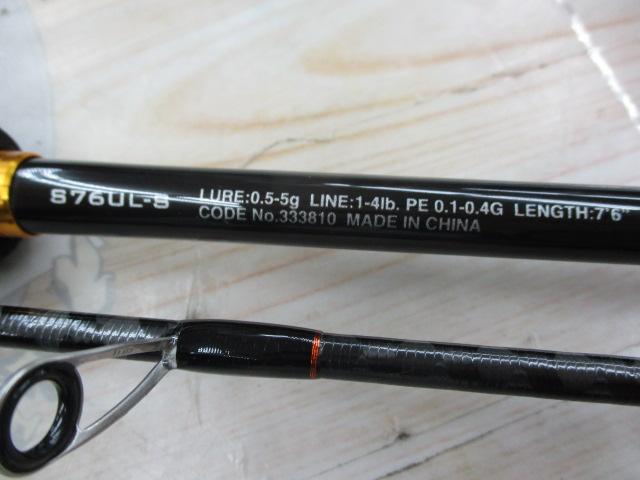 S76UL-S LURE:0.5-5g LINE:1-4lb. PE 0.1-0.4G LENGTH:7'6"
CODE No.333810 MADE IN CHINA